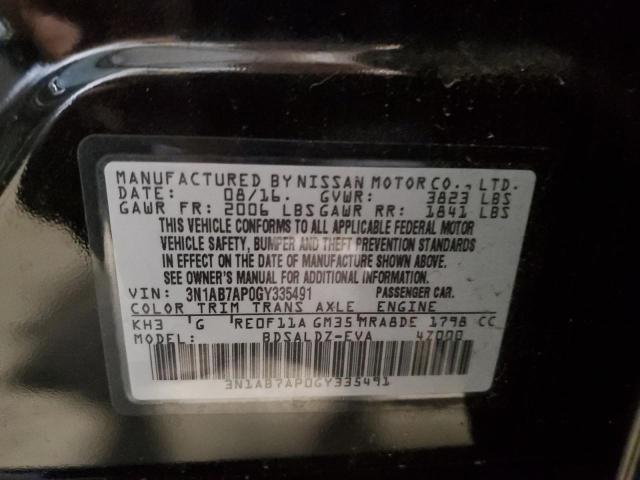 MANUFACTURED BY NISSAN MOTOR CO., LTD.
DATE: 08/16. GVWR: 3823 LBS
GAWR FR: 2006 LBS GAWR RR: 1841 LBS
THIS VEHICLE CONFORMS TO ALL APPLICABLE FEDERAL MOTOR
VEHICLE SAFETY, BUMPER AND THEFT PREVENTION STANDARDS
IN EFFECT ON THE DATE OF MANUFACTURE SHOWN ABOVE.
SEE OWNER'S MANUAL FOR ADDITIONAL INFORMATION.
VIN: 3N1AB7AP0GY335491 PASSENGER CAR.
COLOR TRIM TRANS AXLE ENGINE
KH3 G RE0F11A GM35 MRA8DE 1798 CC
MODEL: BDSALDZ-EVA 4Z000
3N1AB7AP0GY335491